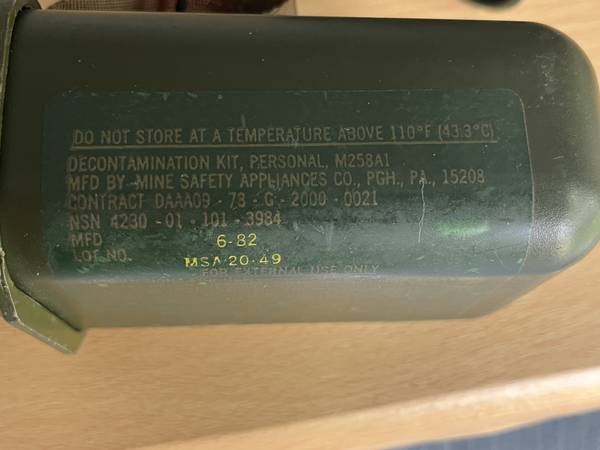 DO NOT STORE AT A TEMPERATURE ABOVE 110°F (43.3°C).
DECONTAMINATION KIT, PERSONAL, M258A1
MFD BY-MINE SAFETY APPLIANCES CO., PGH., PA., 15208
CONTRACT DAAA09-78-G-2000-0021
NSN 4230-01-101-3984
MFD 6-82
LOT NO. MSA-20-49
FOR EXTERNAL USE ONLY